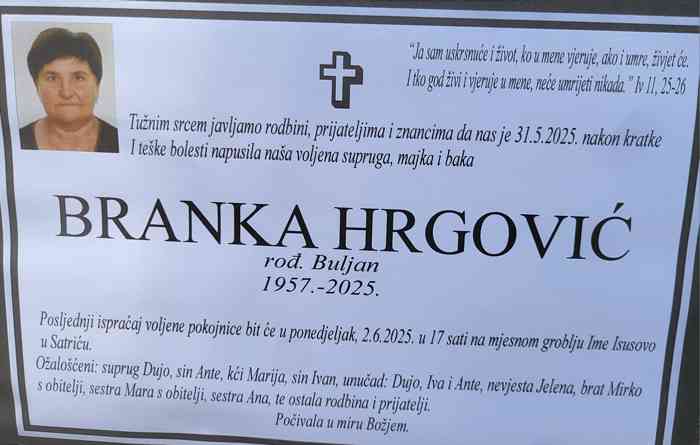 "Ja sam uskrsnuće i život, ko u mene vjeruje, ako i umre, živjet će.
I tko god živi i vjeruje u mene, neće umrijeti nikada." Iv 11, 25-26
Tužnim srcem javljamo rodbini, prijateljima i znancima da nas je 31.5.2025. nakon kratke
I teške bolesti napusila naša voljena supruga, majka i baka
BRANKA HRGOVIĆ
rođ. Buljan
1957.-2025.
Posljednji ispraćaj voljene pokojnice bit će u ponedjeljak, 2.6.2025. u 17 sati na mjesnom groblju Ime Isusovo
u Satriću.
Ožalošćeni: suprug Dujo, sin Ante, kći Marija, sin Ivan, unučad: Dujo, Iva i Ante, nevjesta Jelena, brat Mirko
s obitelji, sestra Mara s obitelji, sestra Ana, te ostala rodbina i prijatelji.
Počivala u miru Božjem.